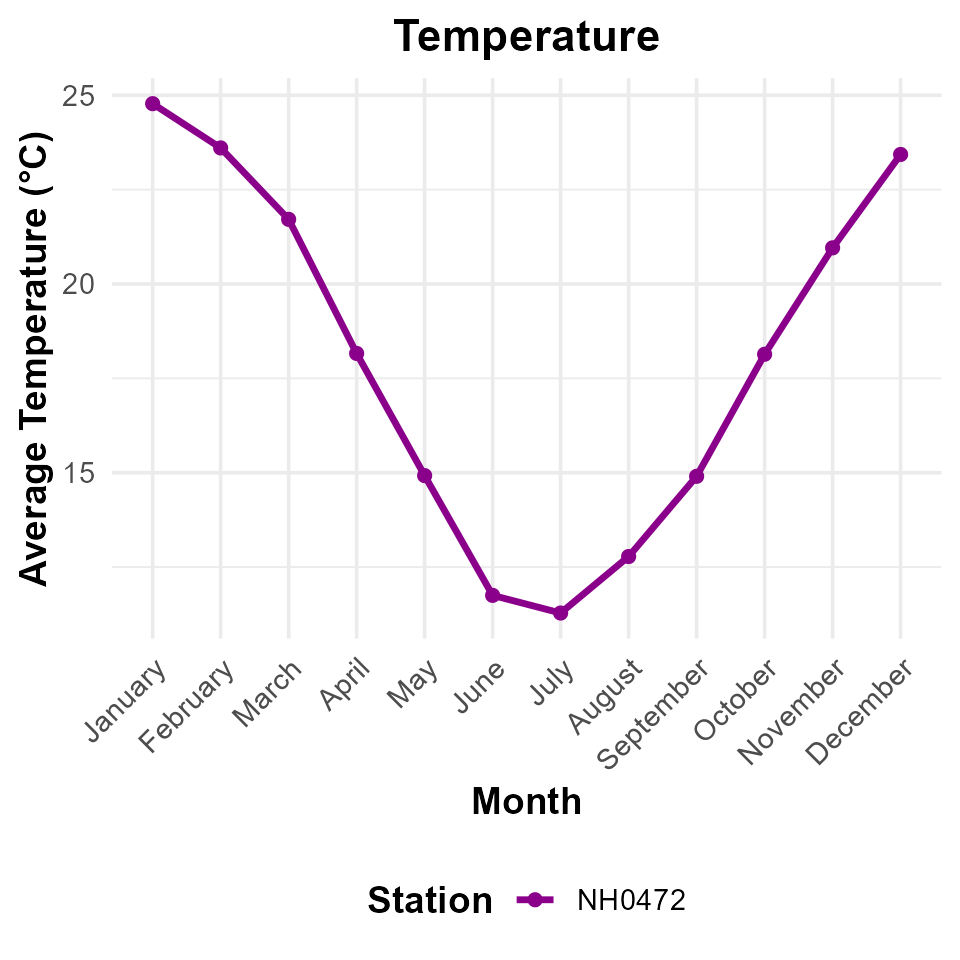 Temperature
Average Temperature (°C)
25
20
15
January
February
March
April
May
June
July
August
September
October
November
December
Month
Station NH0472